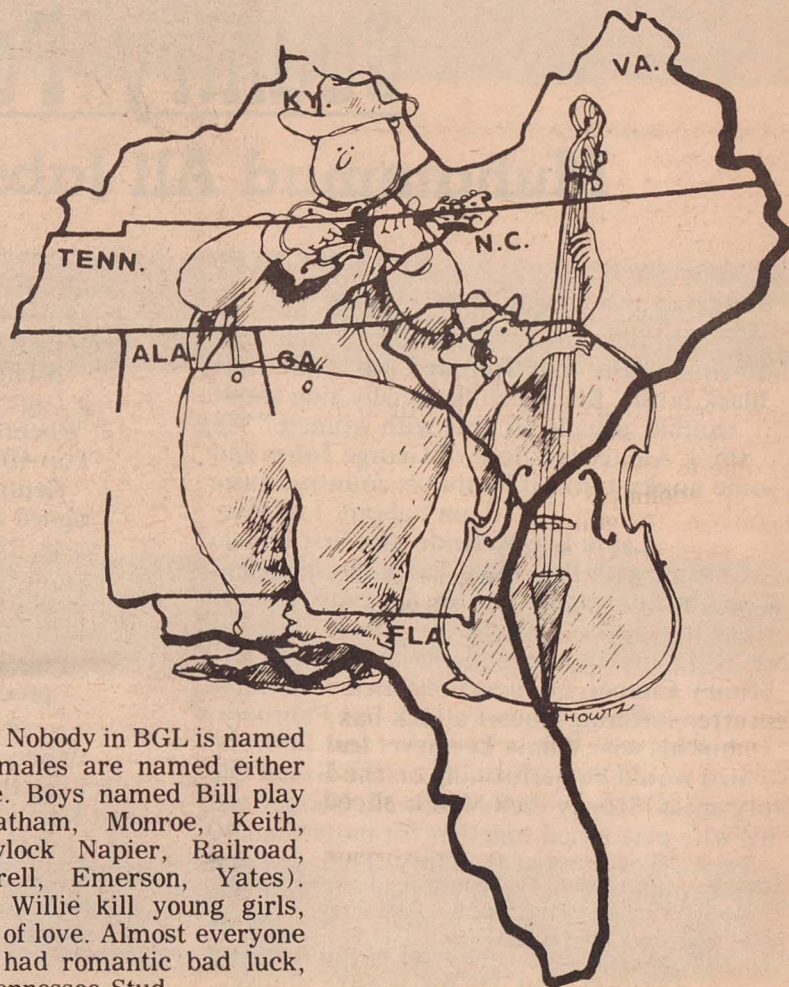 KY.
VA.
TENN.
N.C.
ALA.
GA.
FLA.
HOWTZ
Nobody in BGL is named
males are named either
e. Boys named Bill play
atham, Monroe, Keith,
ylock Napier, Railroad,
rell, Emerson, Yates).
Willie kill young girls,
of love. Almost everyone
had romantic bad luck,
nnessee Stud